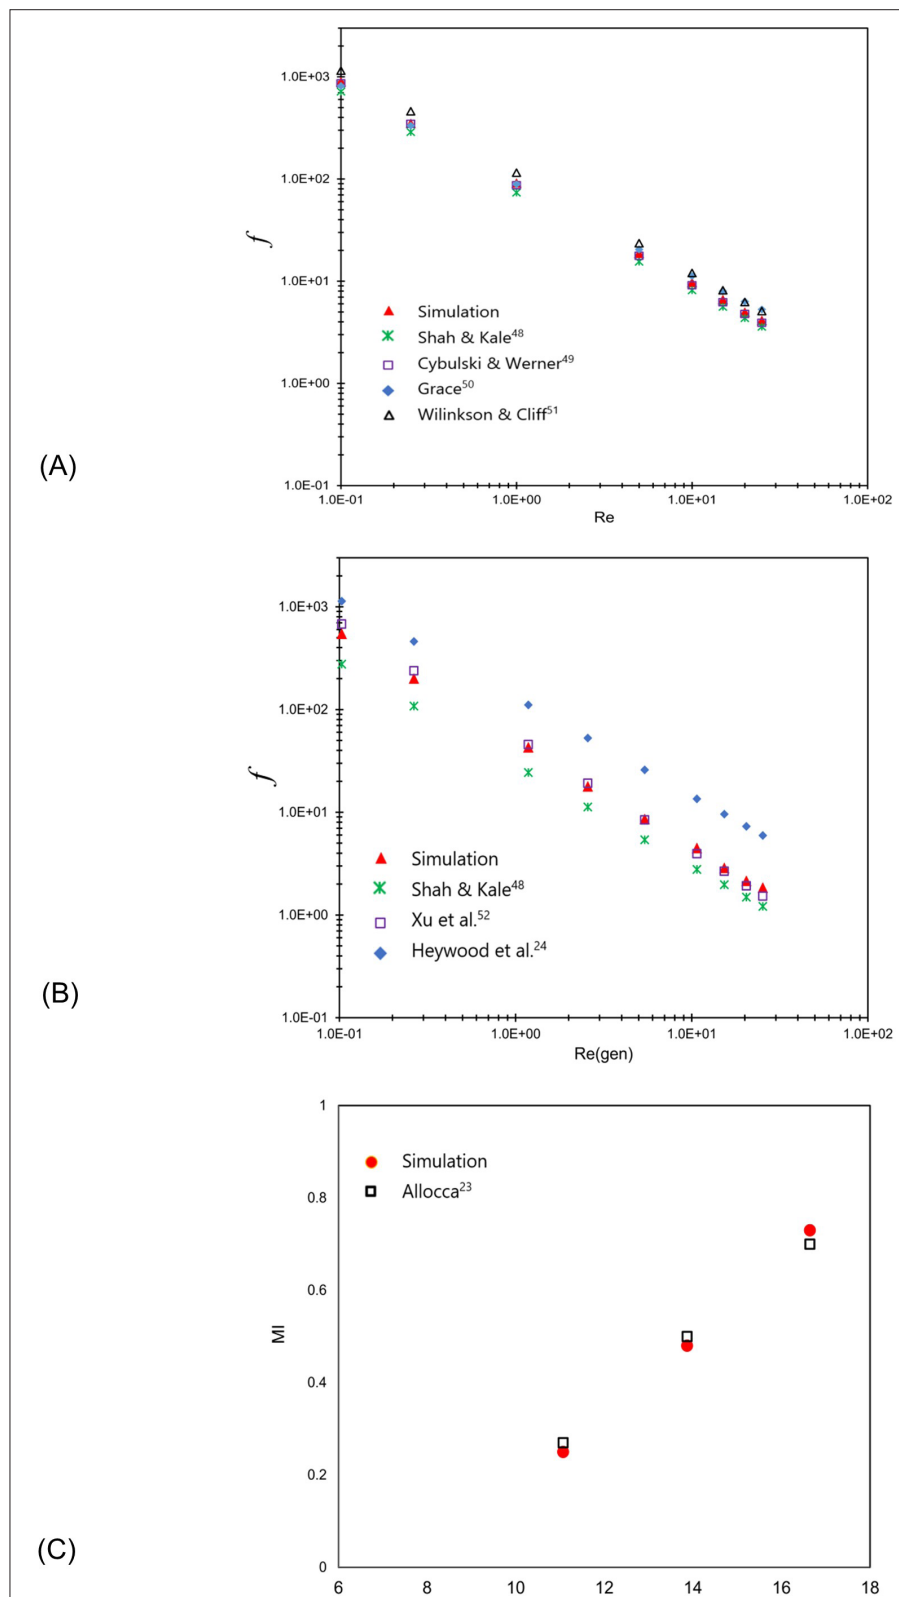 1.0E+03
1.0E+02
f
1.0E+01
Simulation
Shah & Kale48
Cybulski & Werner49
1.0E+00
Grace50
Wilinkson & Cliff51
(A)
1.0E-01
1.0E-01 1.0E+00 1.0E+01 1.0E+02
Re
1.0E+03
1.0E+02
f
1.0E+01
Simulation
Shah & Kale48
1.0E+00
Xu et al.52
Heywood et al.24
(B)
1.0E-01
1.0E-01 1.0E+00 1.0E+01 1.0E+02
Re(gen)
1
Simulation
Allocca23
0.8
0.6
MI
0.4
0.2
(C)
0
6 8 10 12 14 16 18